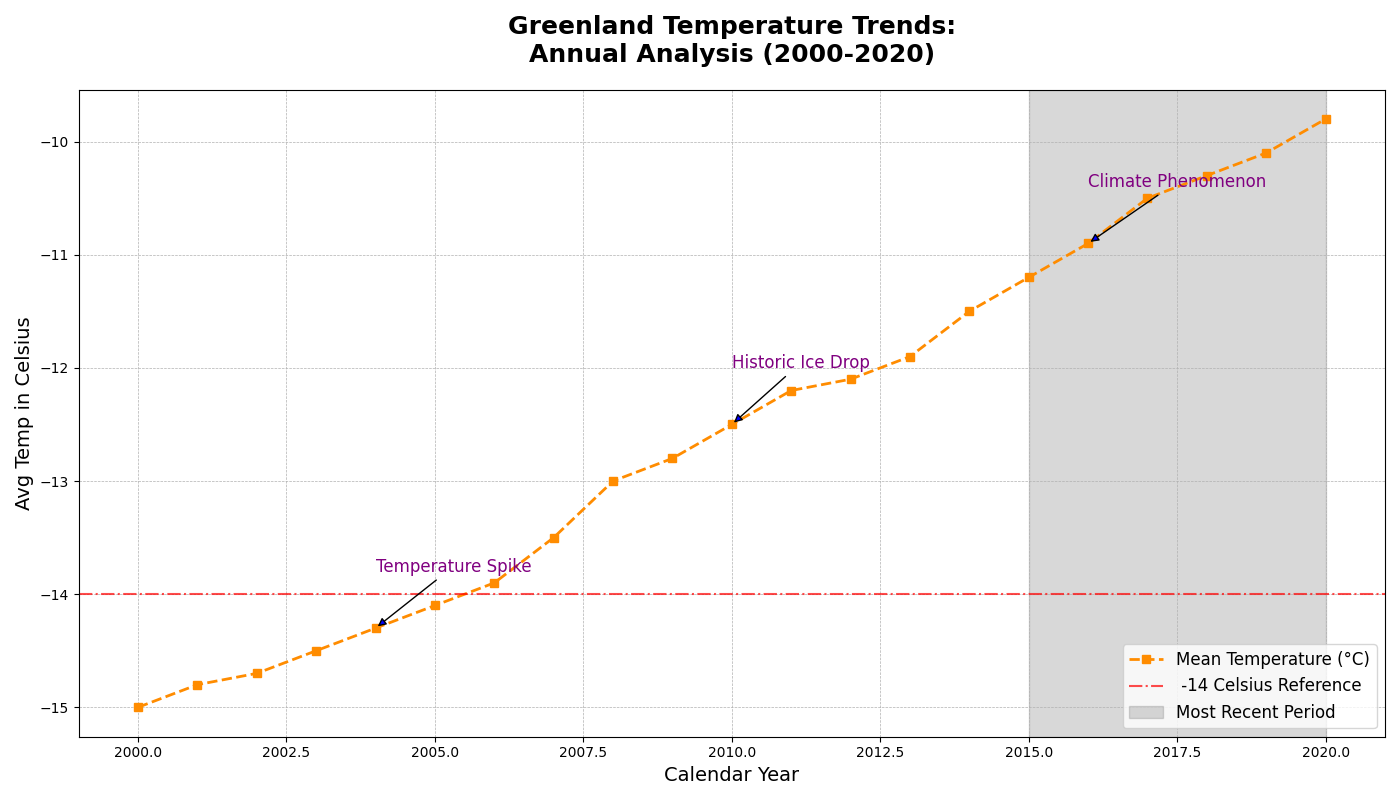 Greenland Temperature Trends:
Annual Analysis (2000-2020)
Avg Temp in Celsius
−10
−11
−12
−13
−14
−15
Climate Phenomenon
Historic Ice Drop
Temperature Spike
Mean Temperature (°C)
-14 Celsius Reference
Most Recent Period
2000.0 2002.5 2005.0 2007.5 2010.0 2012.5 2015.0 2017.5 2020.0
Calendar Year